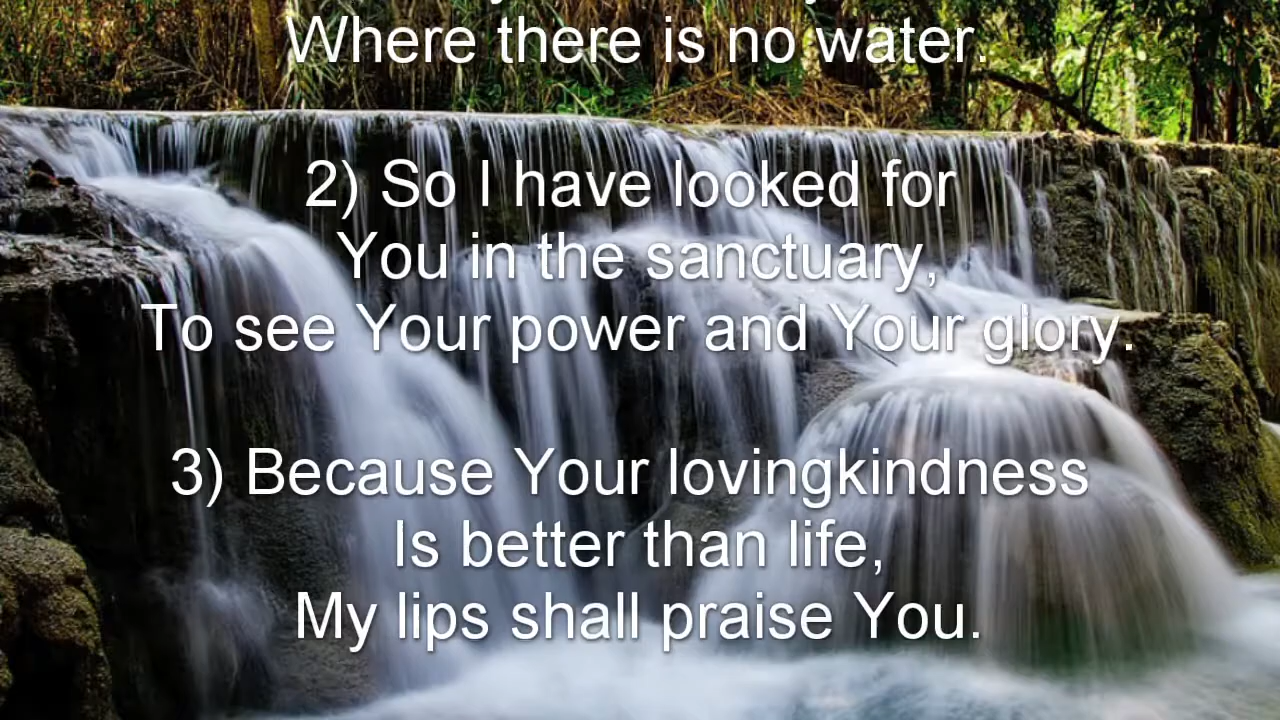 Where there is no water.
2) So I have looked for
You in the sanctuary,
To see Your power and Your glory.
3) Because Your lovingkindness
Is better than life,
My lips shall praise You.